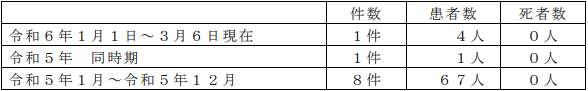 件数 患者数 死者数
令和６年１月１日～３月６日現在 １件 ４人 ０人
令和５年　同時期 １件 １人 ０人
令和５年１月～令和５年１２月 ８件 ６７人 ０人